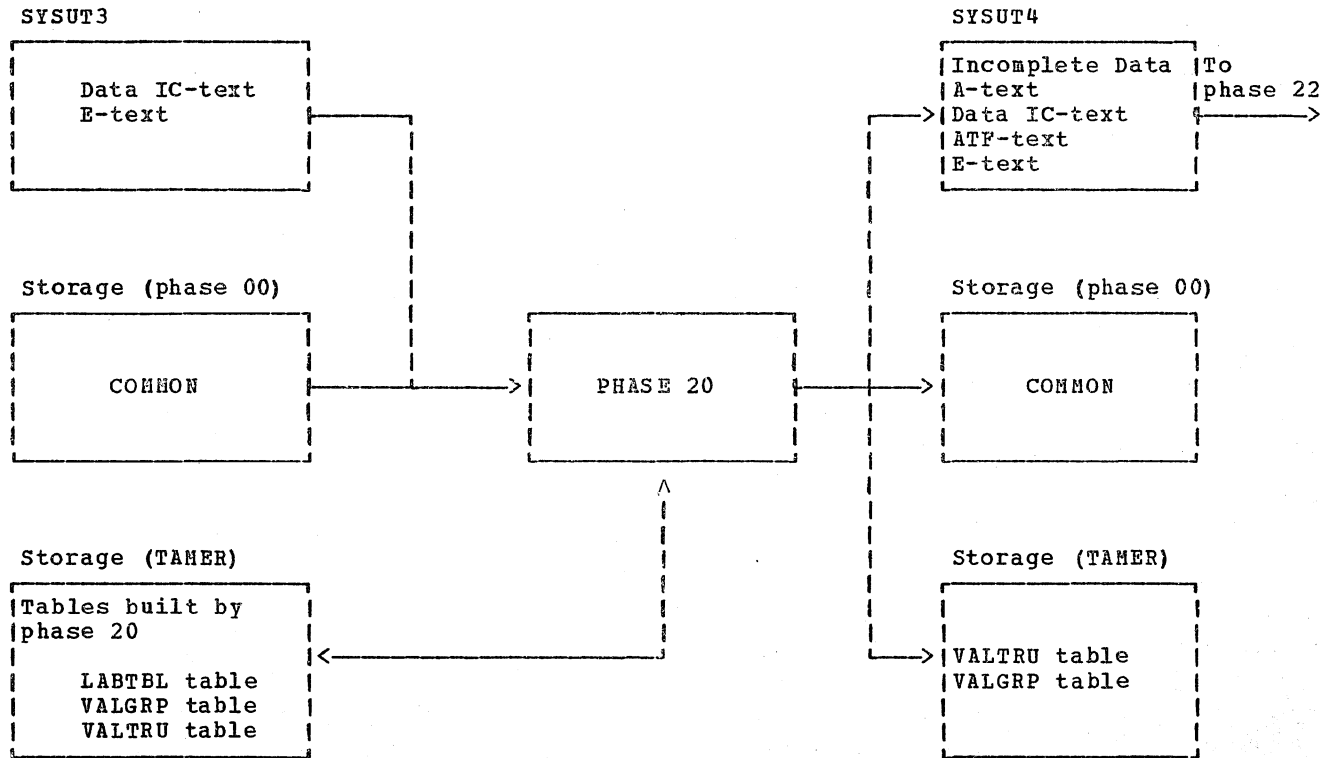 SYSUT3
Data IC-text
E-text
SYSUT4
Incomplete Data
A-text
Data IC-text
ATF-text
E-text
To
phase 22
Storage (phase 00)
COMMON
PHASE 20
Storage (phase 00)
COMMON
Storage (TAMER)
Tables built by
phase 20
LABTBL table
VALGRP table
VALTRU table
Storage (TAMER)
VALTRU table
VALGRP table